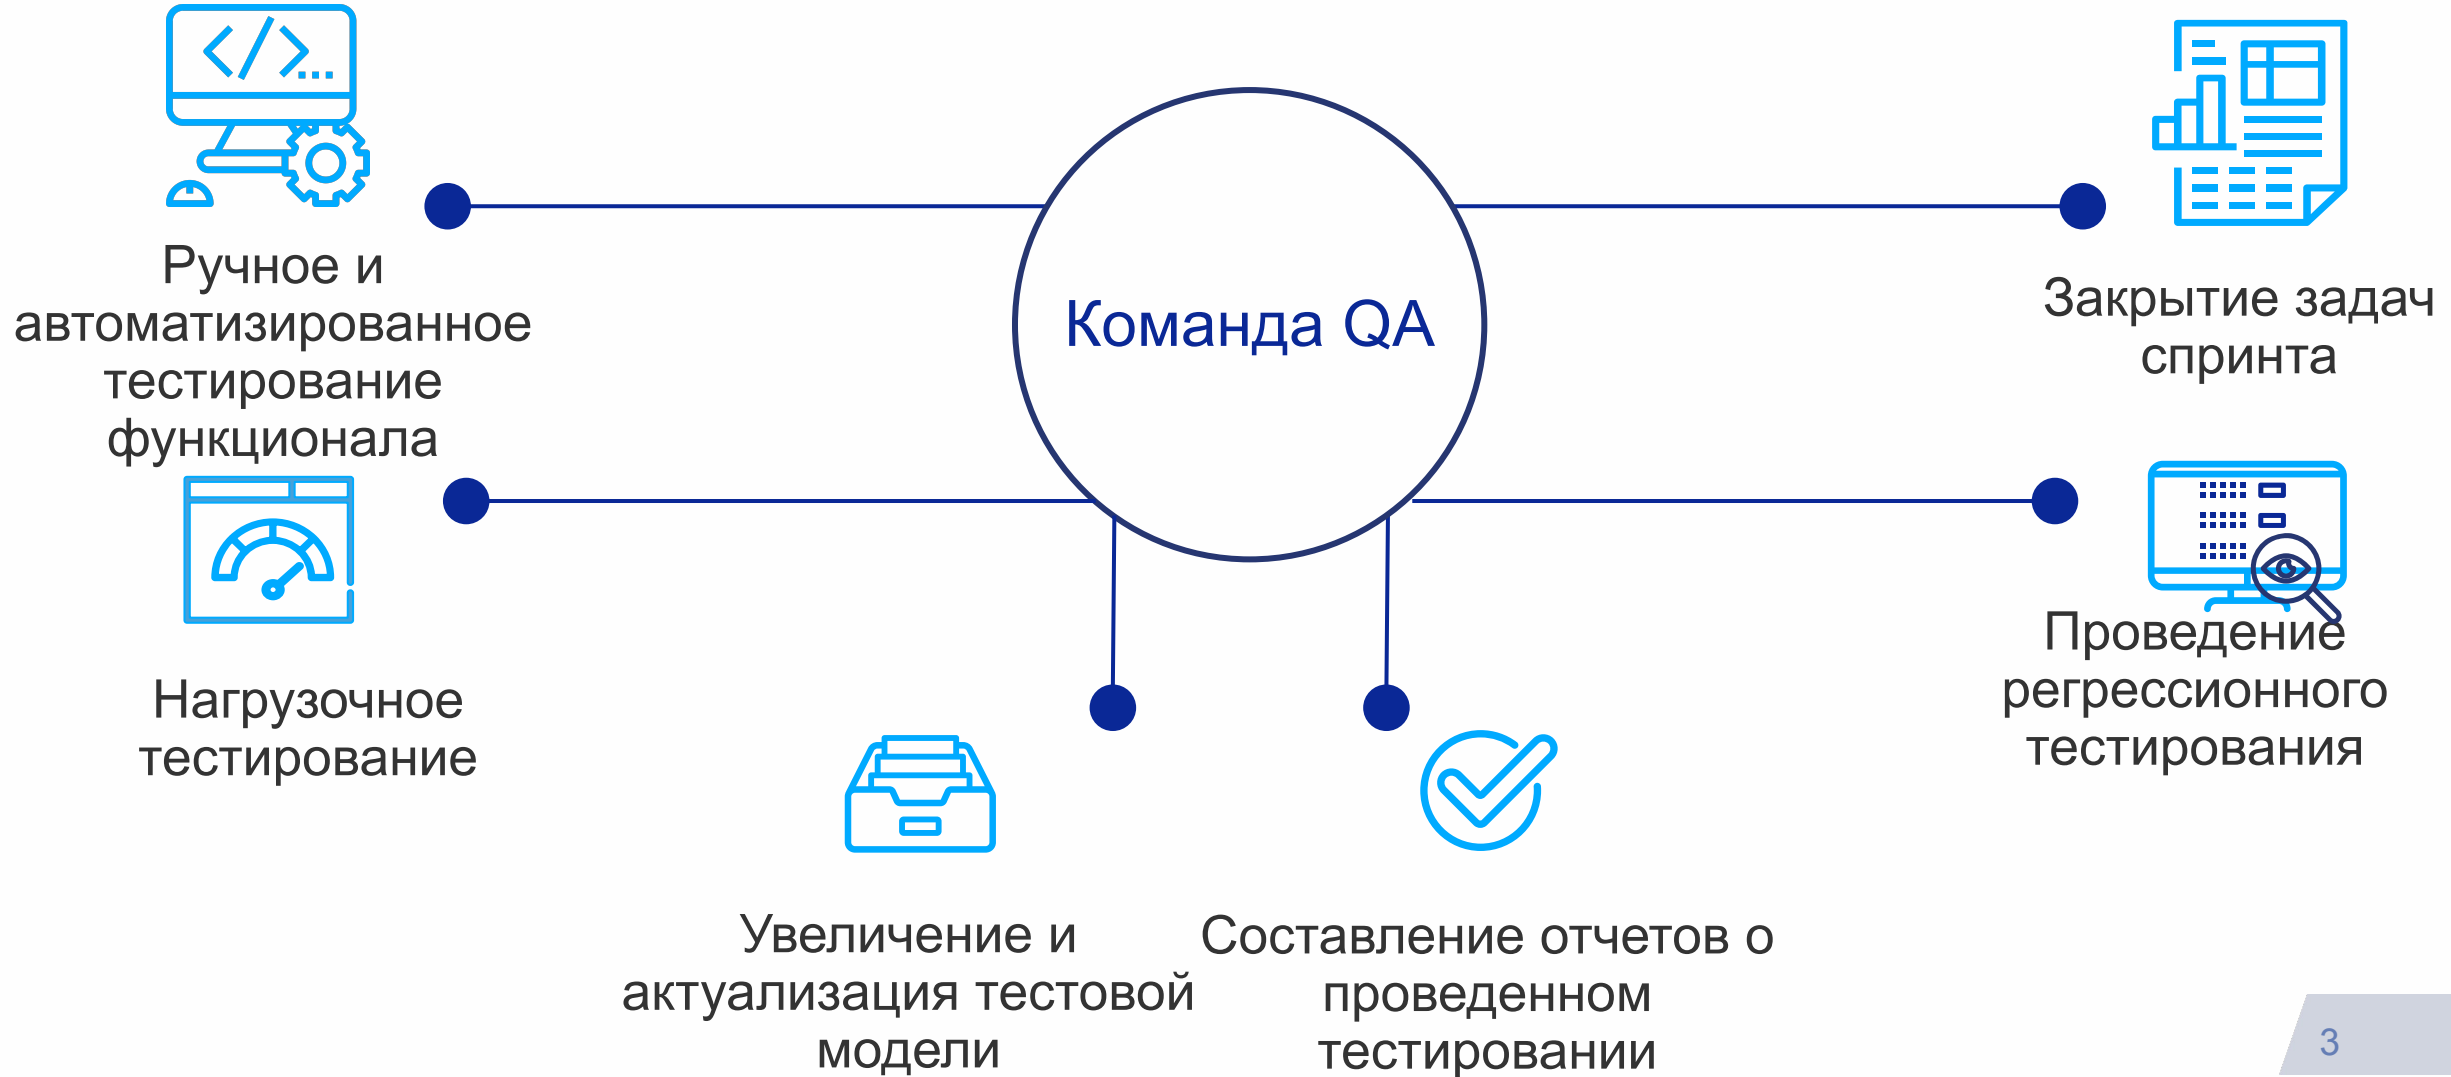 Команда QA
Ручное и
автоматизированное
тестирование
функционала
Закрытие задач
спринта
Нагрузочное
тестирование
Проведение
регрессионного
тестирования
Увеличение и
актуализация тестовой
модели
Составление отчетов о
проведенном
тестировании
3